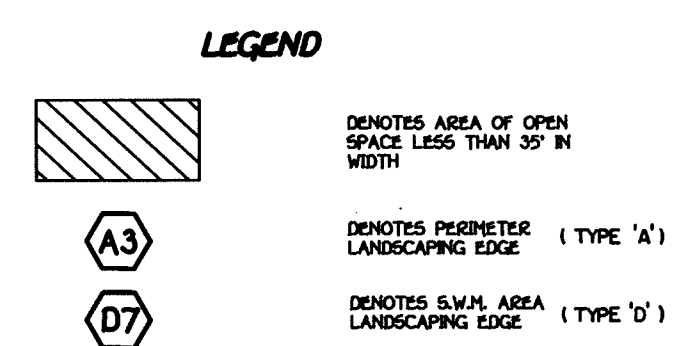 LEGEND
DENOTES AREA OF OPEN
SPACE LESS THAN 35' IN
WIDTH
A3
DENOTES PERIMETER
LANDSCAPING EDGE ( TYPE 'A' )
D7
DENOTES S.W.M. AREA
LANDSCAPING EDGE ( TYPE 'D' )